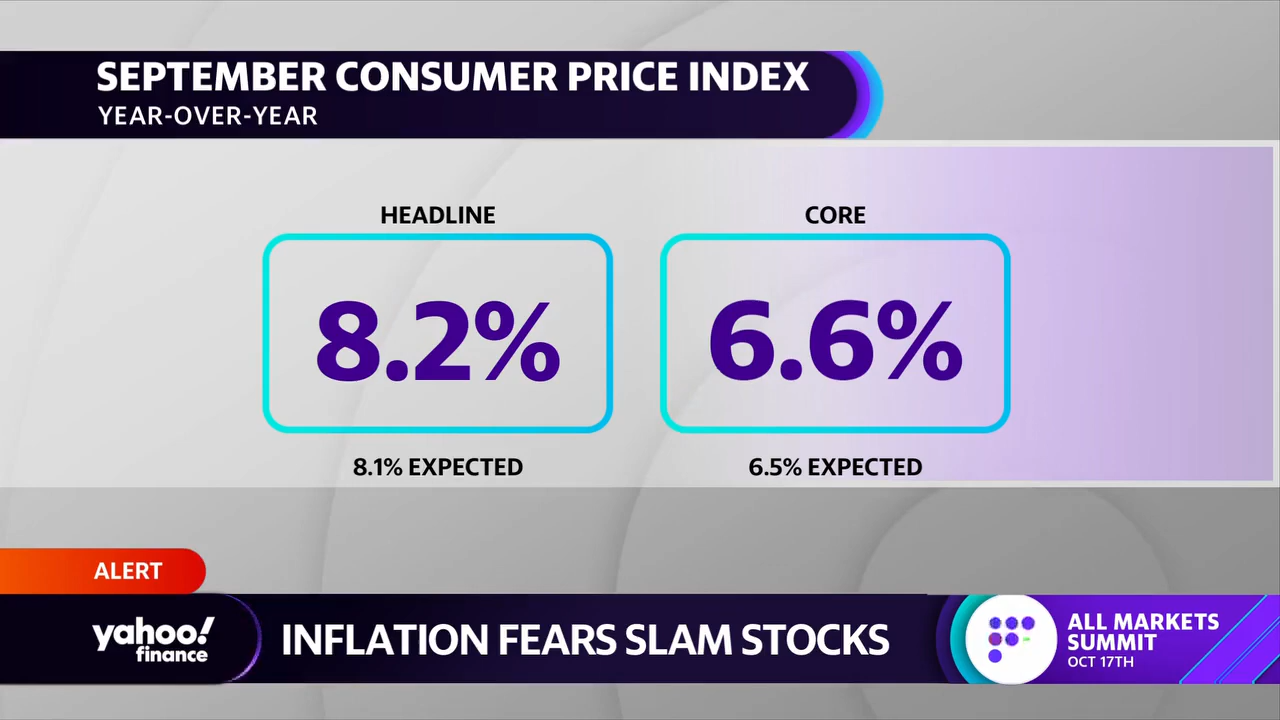 SEPTEMBER CONSUMER PRICE INDEX
YEAR-OVER-YEAR
HEADLINE
CORE
8.2%
6.6%
8.1% EXPECTED
6.5% EXPECTED
ALERT
yahoo!
finance
INFLATION FEARS SLAM STOCKS
ALL MARKETS
SUMMIT
OCT 17TH